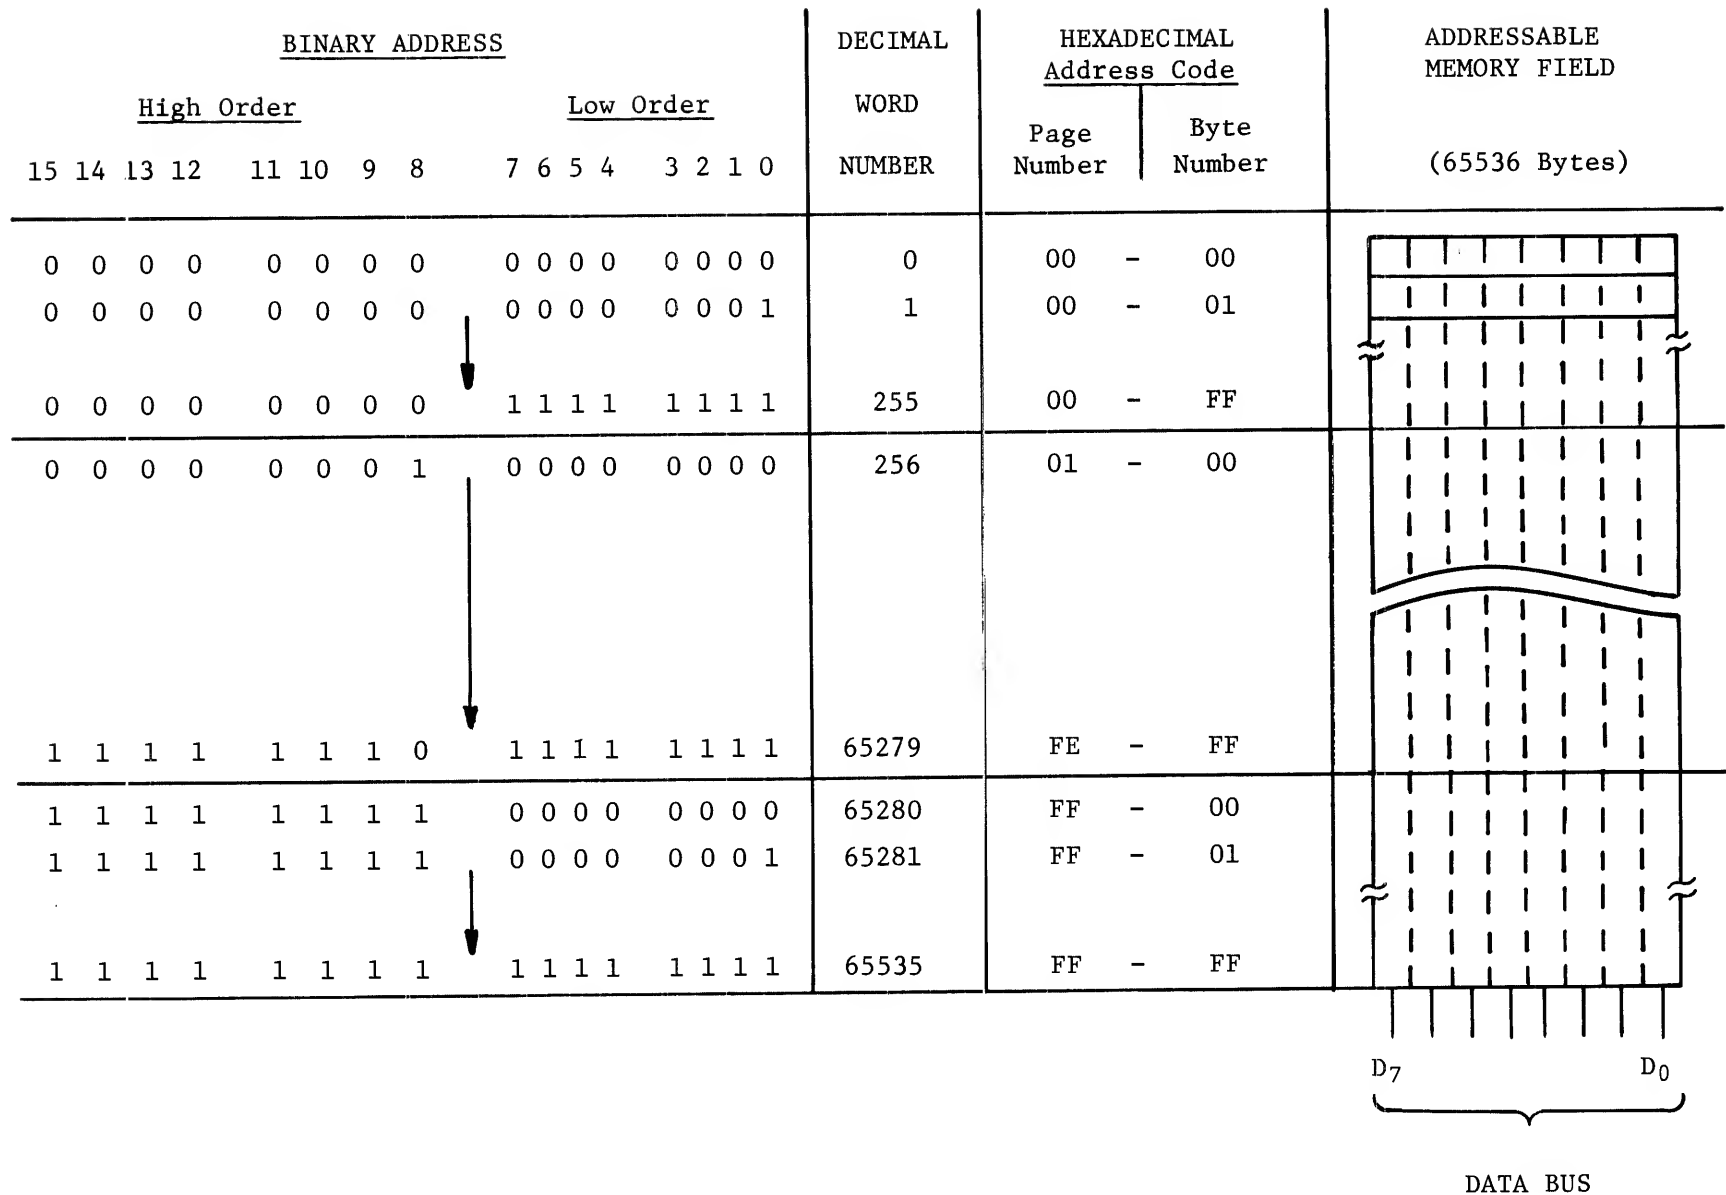 BINARY ADDRESS DECIMAL HEXADECIMAL ADDRESSABLE
Address Code MEMORY FIELD
High Order Low Order WORD
Page Byte
15 14 13 12 11 10 9 8 7 6 5 4 3 2 1 0 NUMBER Number Number (65536 Bytes)
0 0 0 0 0 0 0 0 0 0 0 0 0 0 0 0 0 00 - 00
0 0 0 0 0 0 0 0 0 0 0 0 0 0 0 1 1 00 - 01
0 0 0 0 0 0 0 0 1 1 1 1 1 1 1 1 255 00 - FF
0 0 0 0 0 0 0 1 0 0 0 0 0 0 0 0 256 01 - 00
1 1 1 1 1 1 1 0 1 1 1 1 1 1 1 1 65279 FE - FF
1 1 1 1 1 1 1 1 0 0 0 0 0 0 0 0 65280 FF - 00
1 1 1 1 1 1 1 1 0 0 0 0 0 0 0 1 65281 FF - 01
1 1 1 1 1 1 1 1 1 1 1 1 1 1 1 1 65535 FF - FF
D7 D0
DATA BUS